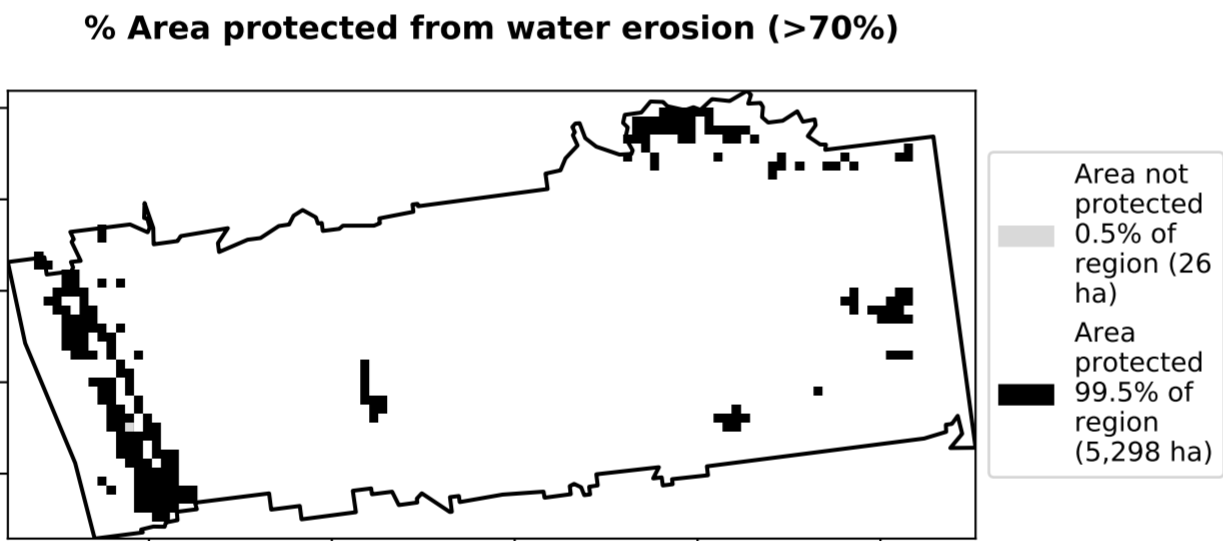 % Area protected from water erosion (>70%)
Area not
protected
0.5% of
region (26
ha)
Area
protected
99.5% of
region
(5,298 ha)